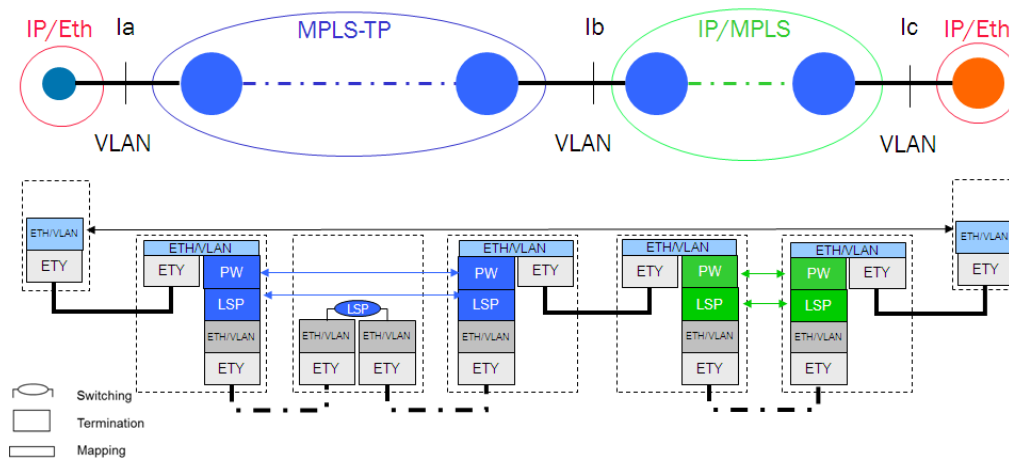 IP/Eth Ia MPLS-TP Ib IP/MPLS Ic IP/Eth
VLAN VLAN VLAN
ETH/VLAN ETH/VLAN
ETY ETY
ETH/VLAN ETH/VLAN ETH/VLAN ETH/VLAN
ETY PW PW ETY ETY PW PW ETY
LSP LSP LSP LSP LSP
ETH/VLAN ETH/VLAN ETH/VLAN ETH/VLAN ETH/VLAN ETH/VLAN
ETY ETY ETY ETY ETY ETY
Switching
Termination
Mapping